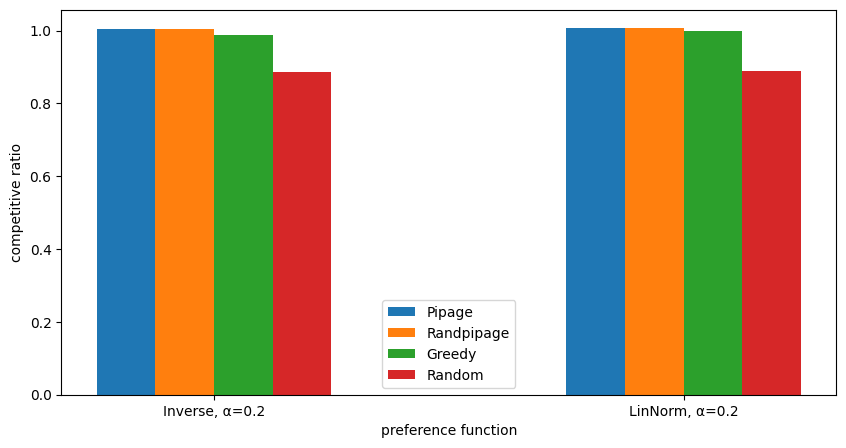 1.0
0.8
0.6
0.4
0.2
0.0
competitive ratio
Pipage
Randpipage
Greedy
Random
Inverse, α=0.2
LinNorm, α=0.2
preference function